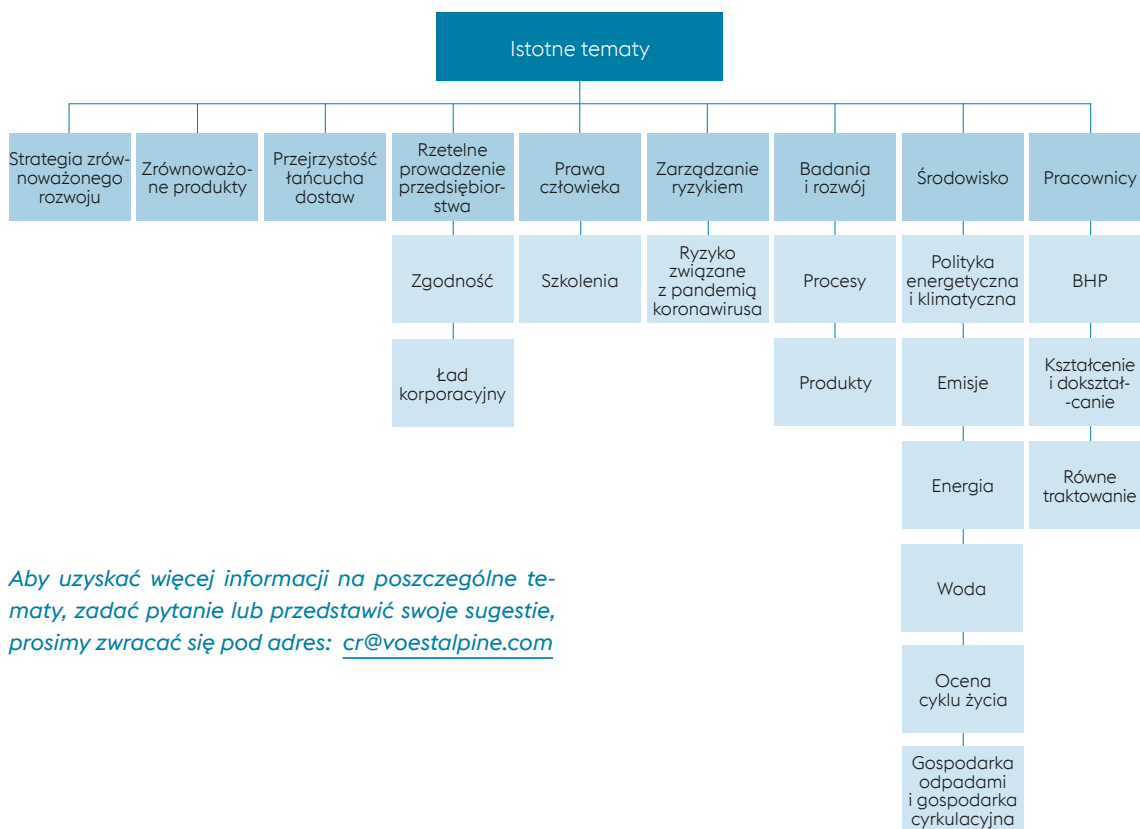 Istotne tematy
Strategia zrów-
noważonego
rozwoju
Zrównoważo-
ne produkty
Przejrzystość
łańcucha
dostaw
Rzetelne
prowadzenie
przedsiębior-
stwa
Prawa
człowieka
Zarządzanie
ryzykiem
Badania
i rozwój
Środowisko
Pracownicy
Zgodność
Szkolenia
Ryzyko
związane
z pandemią
koronawirusa
Procesy
Polityka
energetyczna
i klimatyczna
BHP
Ład
korporacyjny
Produkty
Emisje
Kształcenie
i dokształ-
-canie
Energia
Równe
traktowanie
Woda
Ocena
cyklu życia
Gospodarka
odpadami
i gospodarka
cyrkulacyjna
Aby uzyskać więcej informacji na poszczególne te-
maty, zadać pytanie lub przedstawić swoje sugestie,
prosimy zwracać się pod adres: cr@voestalpine.com